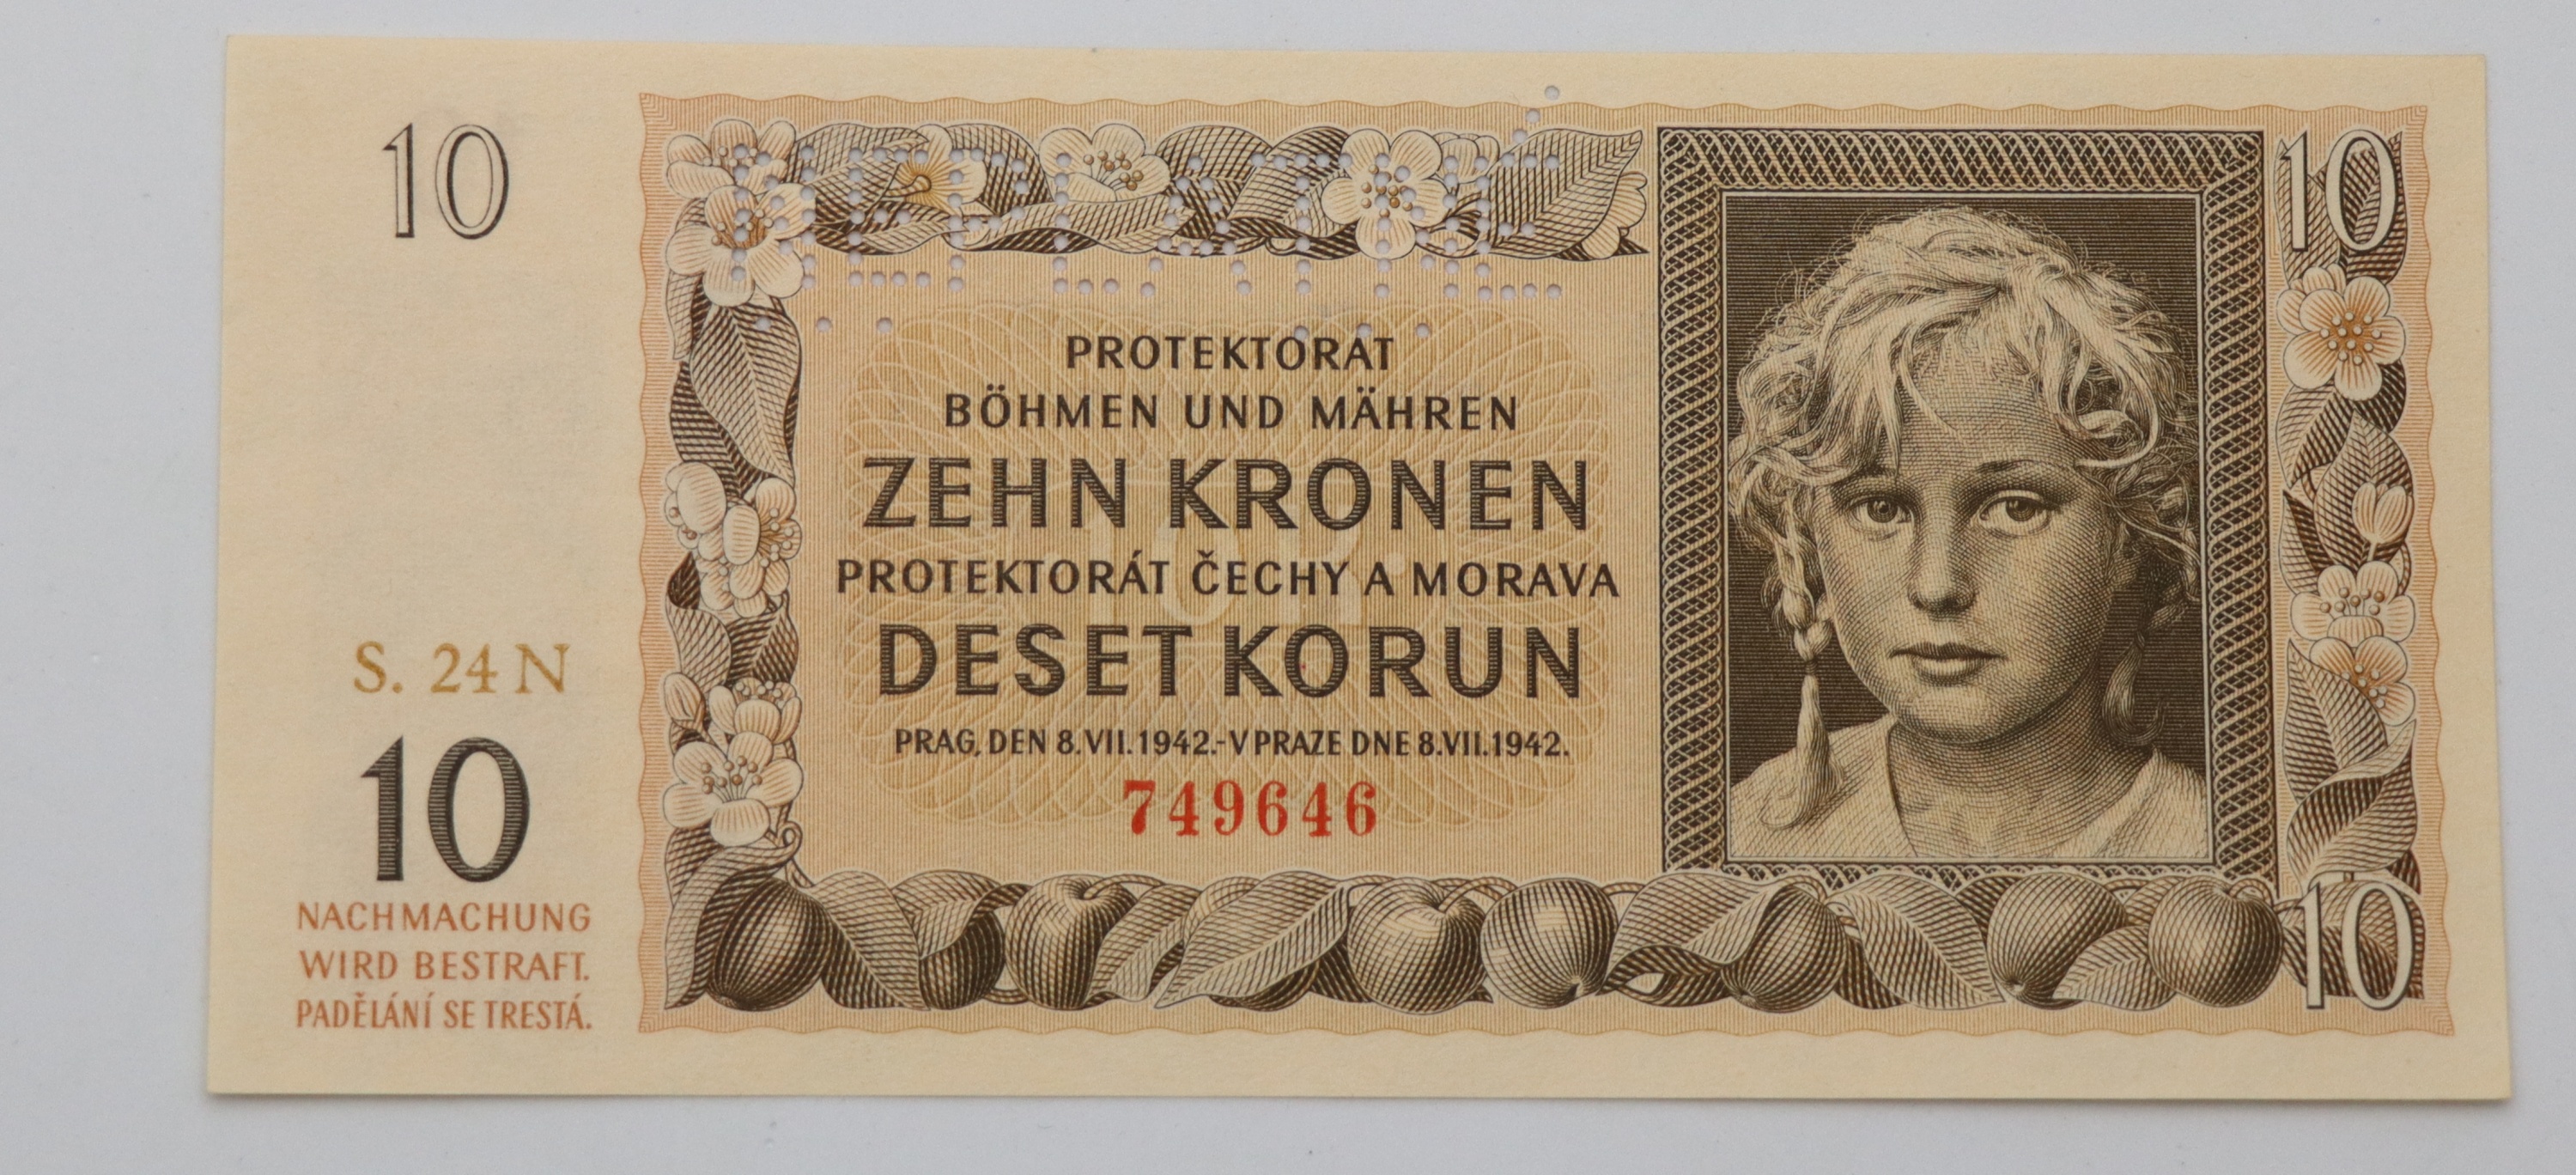 10
10
PROTEKTORAT
BÖHMEN UND MÄHREN
ZEHN KRONEN
PROTEKTORÁT ČECHY A MORAVA
DESET KORUN
PRAG, DEN 8.VII.1942.-V PRAZE DNE 8.VII.1942.
749646
S. 24 N
10
NACHMACHUNG
WIRD BESTRAFT.
PADĚLÁNÍ SE TRESTÁ.
10